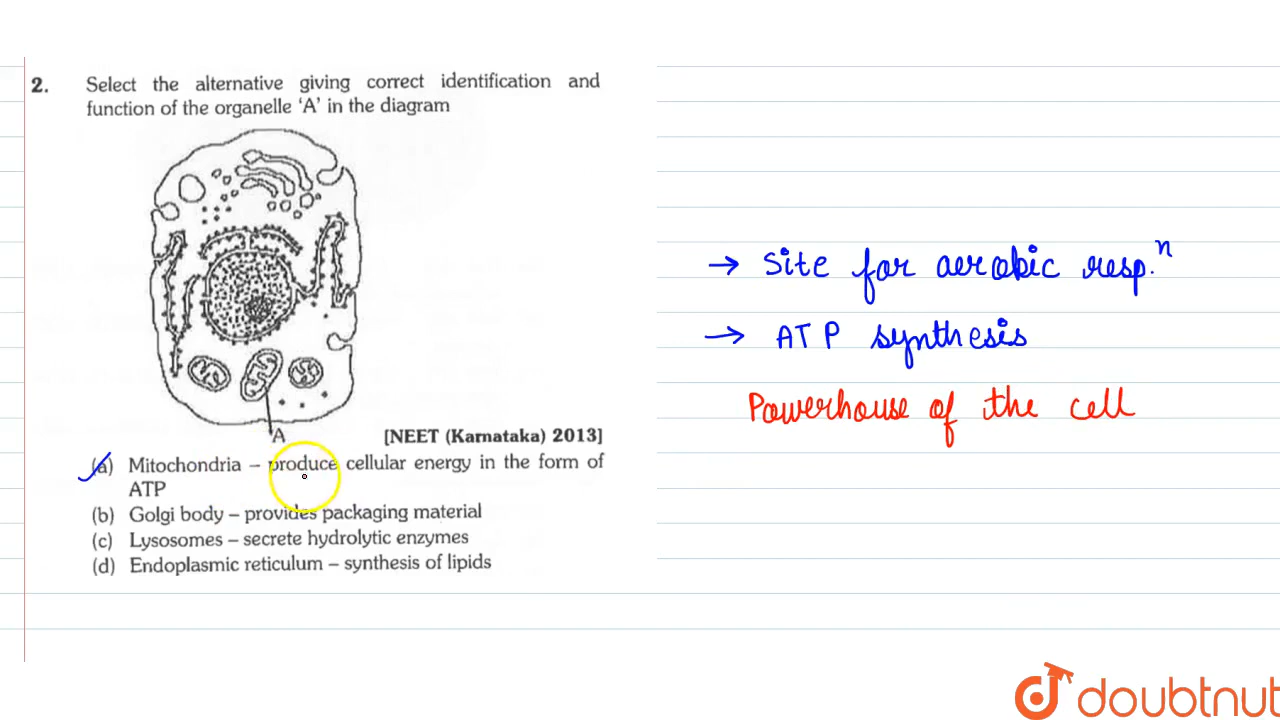 2. Select the alternative giving correct identification and
function of the organelle ‘A’ in the diagram
A
[NEET (Karnataka) 2013]
(a) Mitochondria – produce cellular energy in the form of
ATP
(b) Golgi body – provides packaging material
(c) Lysosomes – secrete hydrolytic enzymes
(d) Endoplasmic reticulum – synthesis of lipids
→ Site for aerobic resp.n
→ ATP synthesis
Powerhouse of the cell
doubtnut